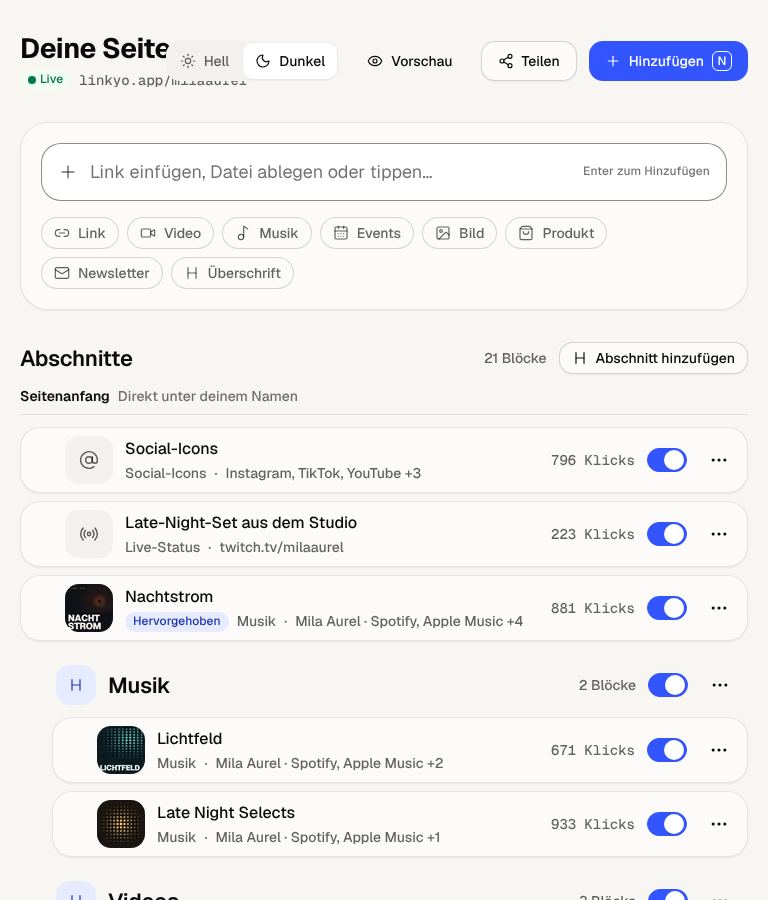 Deine Seite
Hell
Dunkel
Vorschau
Teilen
Hinzufügen N
Live linkyo.app/milaaurel
Link einfügen, Datei ablegen oder tippen…
Enter zum Hinzufügen
Link
Video
Musik
Events
Bild
Produkt
Newsletter
Überschrift
Abschnitte
21 Blöcke
Abschnitt hinzufügen
Seitenanfang Direkt unter deinem Namen
Social-Icons
Social-Icons · Instagram, TikTok, YouTube +3
796 Klicks
Late-Night-Set aus dem Studio
Live-Status · twitch.tv/milaaurel
223 Klicks
NACHT
STROM
Nachtstrom
Hervorgehoben Musik · Mila Aurel · Spotify, Apple Music +4
881 Klicks
Musik
2 Blöcke
LICHTFELD
Lichtfeld
Musik · Mila Aurel · Spotify, Apple Music +2
671 Klicks
Late Night Selects
Musik · Mila Aurel · Spotify, Apple Music +1
933 Klicks
Videos